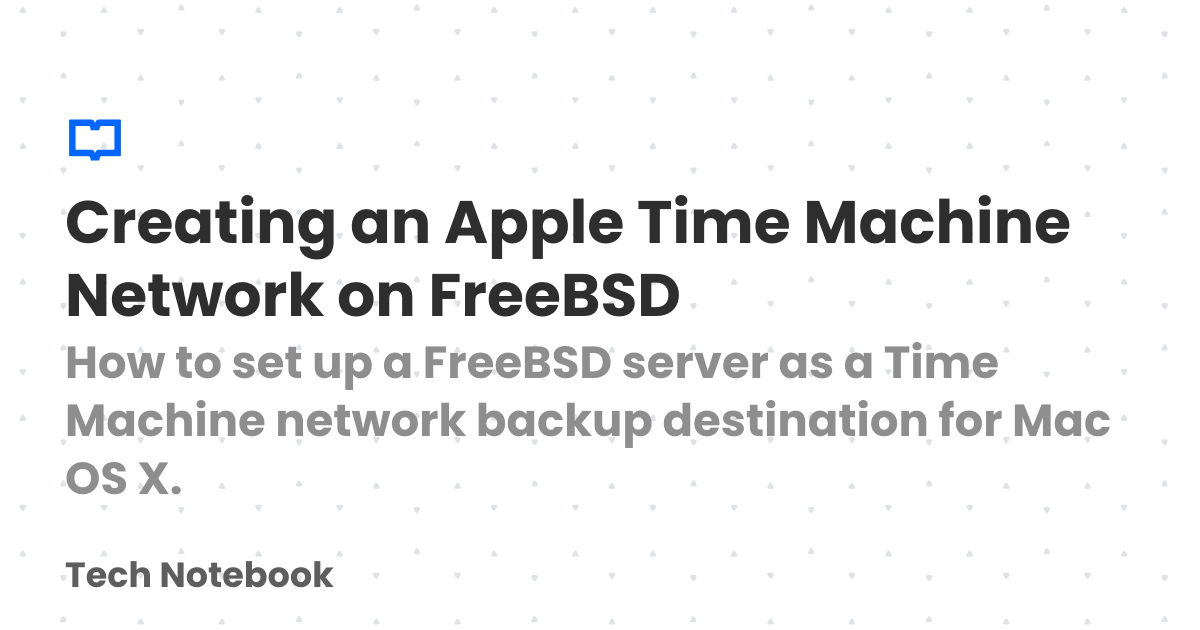 Creating an Apple Time Machine
Network on FreeBSD
How to set up a FreeBSD server as a Time
Machine network backup destination for Mac
OS X.
Tech Notebook